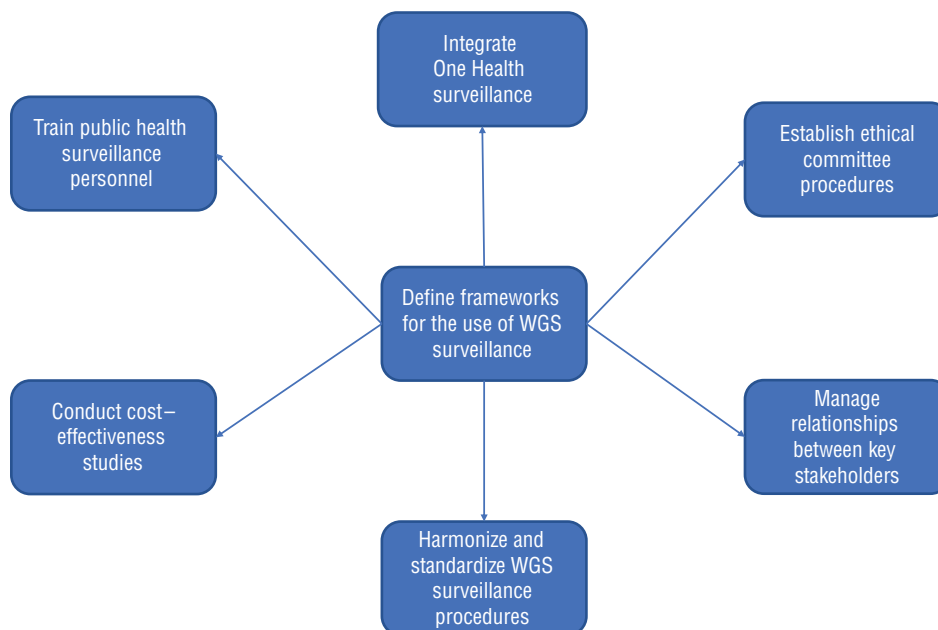 Integrate
One Health
surveillance
Train public health
surveillance
personnel
Establish ethical
committee
procedures
Define frameworks
for the use of WGS
surveillance
Conduct cost–
effectiveness
studies
Manage
relationships
between key
stakeholders
Harmonize and
standardize WGS
surveillance
procedures